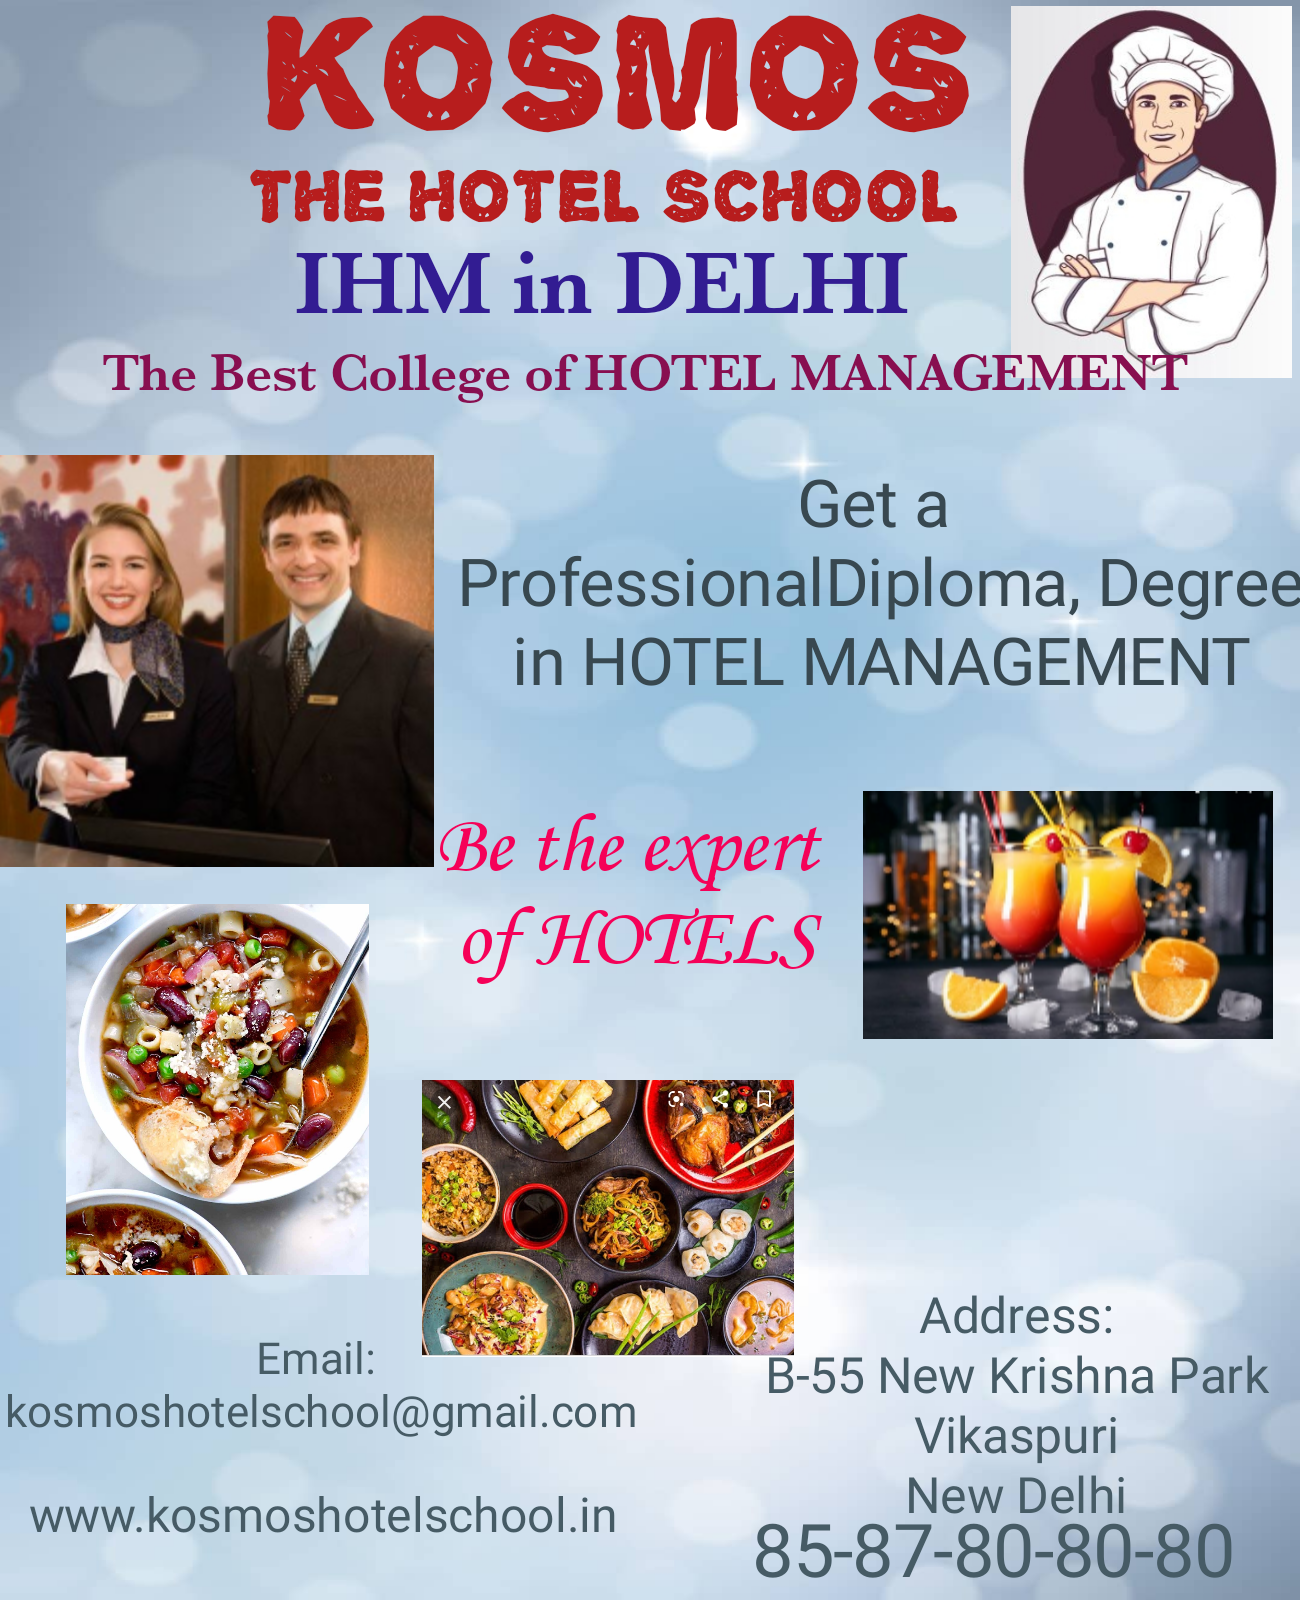 KOSMOS
THE HOTEL SCHOOL
IHM in DELHI
The Best College of HOTEL MANAGEMENT
Get a
ProfessionalDiploma, Degree
in HOTEL MANAGEMENT
Be the expert
of HOTELS
Email:
kosmoshotelschool@gmail.com
www.kosmoshotelschool.in
Address:
B-55 New Krishna Park
Vikaspuri
New Delhi
85-87-80-80-80